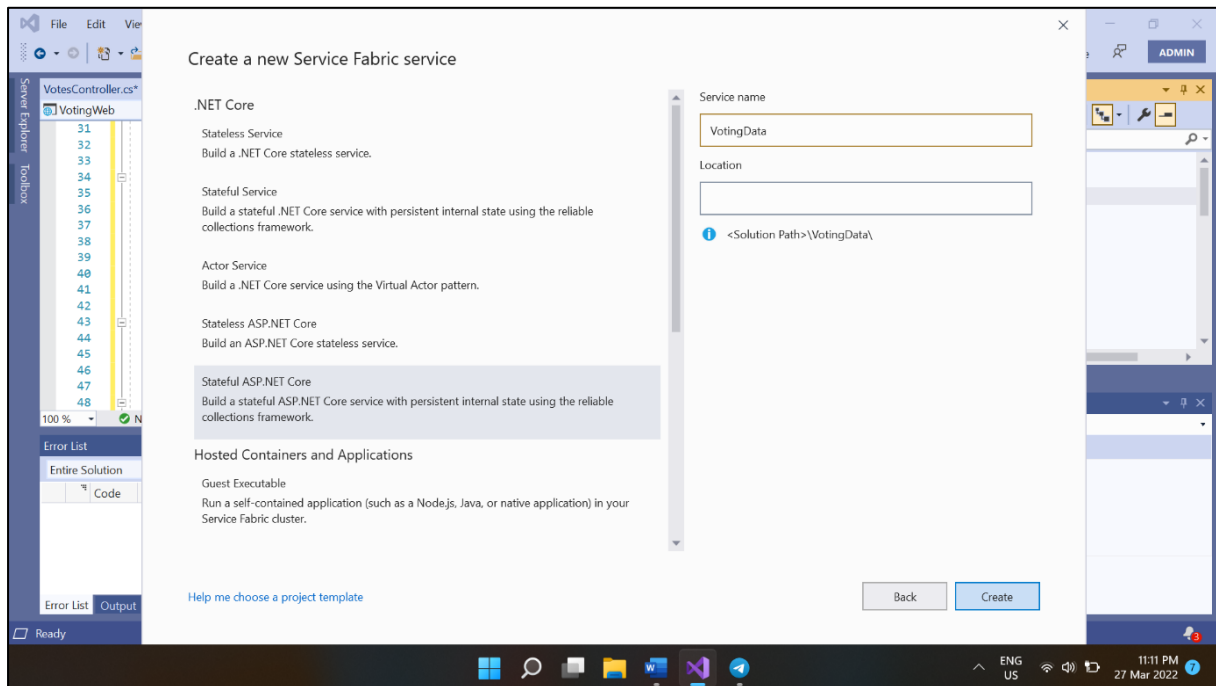 File Edit Vie
ADMIN
Server Explorer
Toolbox
VotesController.cs*
VotingWeb
31
32
33
34
35
36
37
38
39
40
41
42
43
44
45
46
47
48
100 %
N
Error List
Entire Solution
Code
Error List Output
Ready
Create a new Service Fabric service
.NET Core
Stateless Service
Build a .NET Core stateless service.
Stateful Service
Build a stateful .NET Core service with persistent internal state using the reliable
collections framework.
Actor Service
Build a .NET Core service using the Virtual Actor pattern.
Stateless ASP.NET Core
Build an ASP.NET Core stateless service.
Stateful ASP.NET Core
Build a stateful ASP.NET Core service with persistent internal state using the reliable
collections framework.
Hosted Containers and Applications
Guest Executable
Run a self-contained application (such as a Node.js, Java, or native application) in your
Service Fabric cluster.
Service name
VotingData
Location
<Solution Path>\VotingData\
Help me choose a project template
Back
Create
3
ENG
US
11:11 PM
27 Mar 2022
7